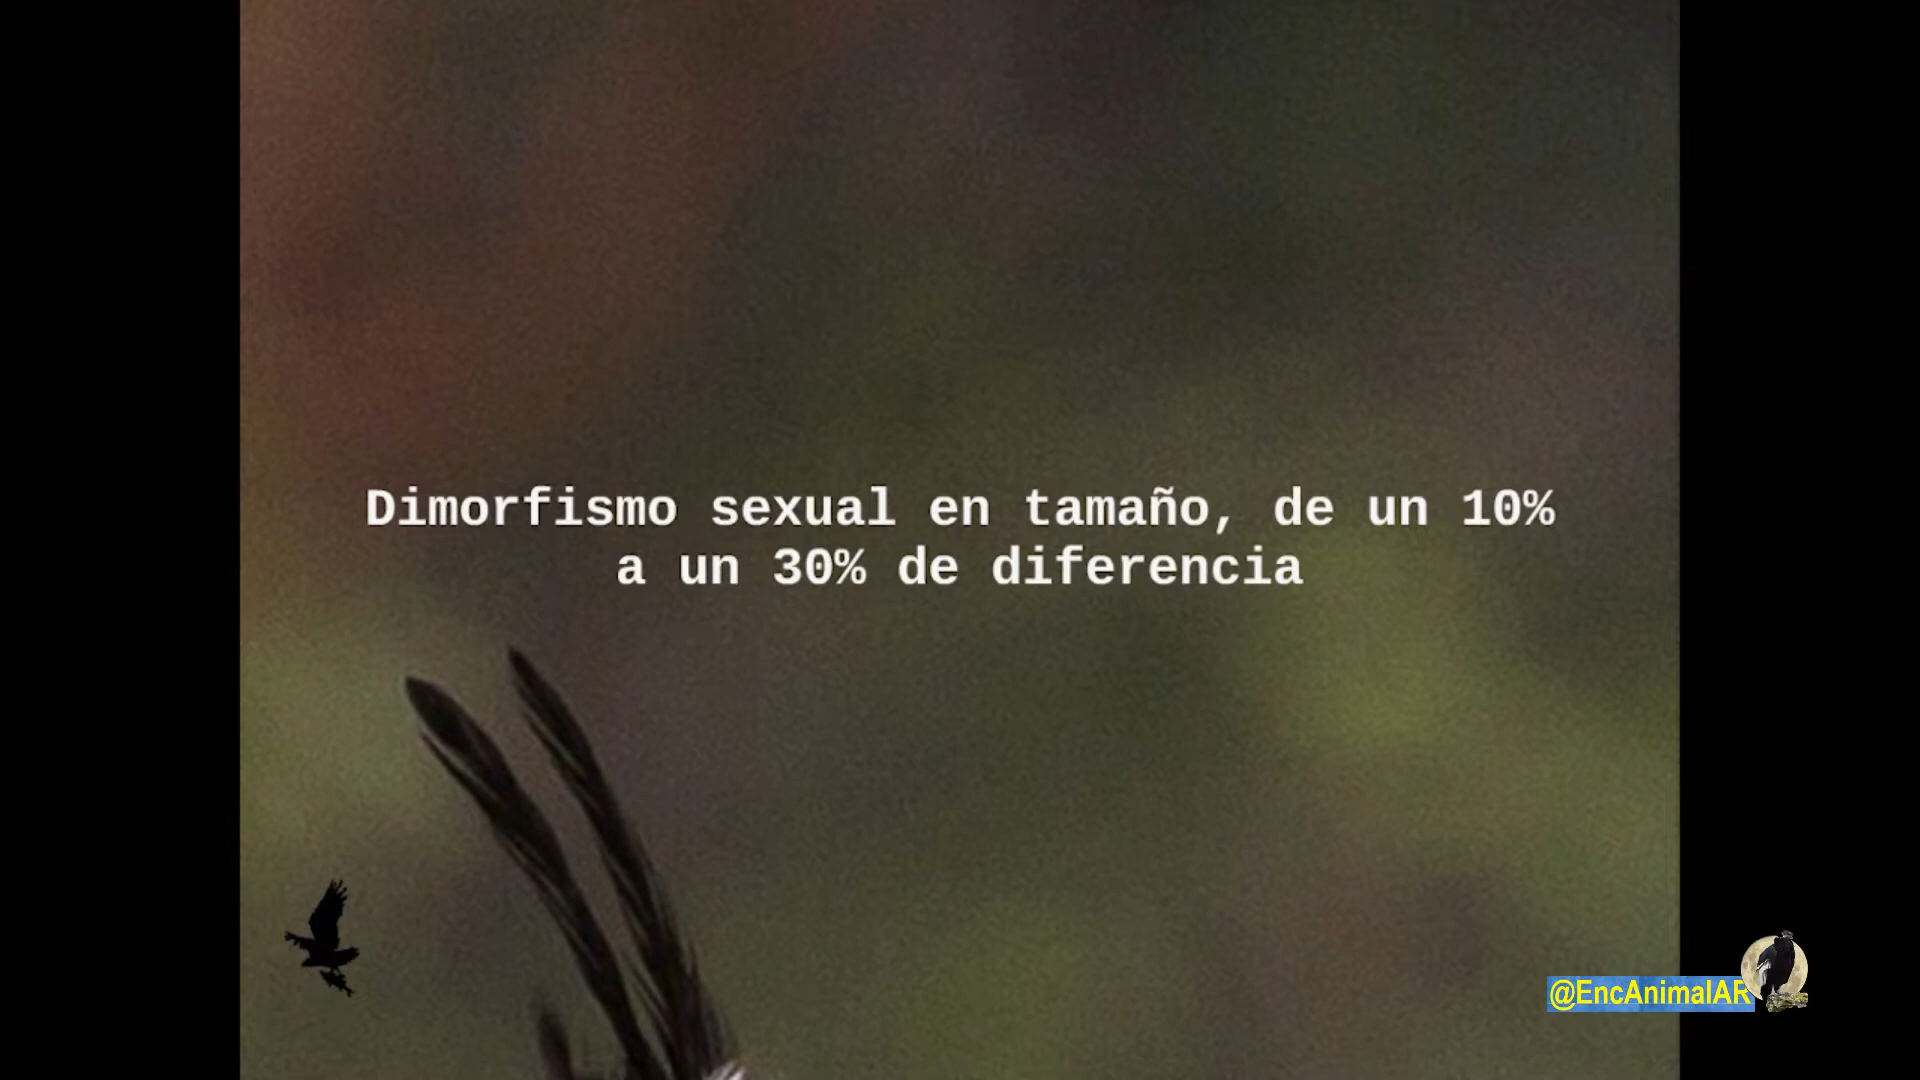 Dimorfismo sexual en tamaño, de un 10%
a un 30% de diferencia
@EncAnimalAR